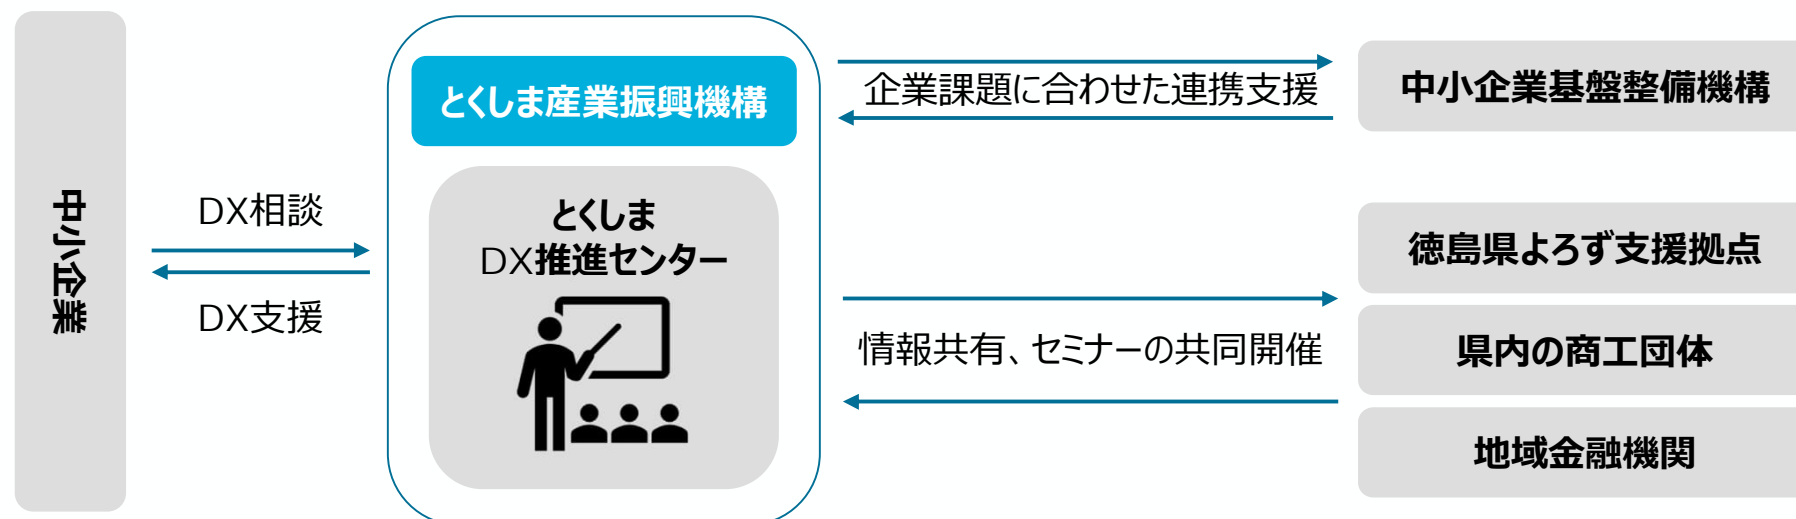 中小企業
DX相談
DX支援
とくしま産業振興機構
とくしま
DX推進センター
企業課題に合わせた連携支援
情報共有、セミナーの共同開催
中小企業基盤整備機構
徳島県よろず支援拠点
県内の商工団体
地域金融機関